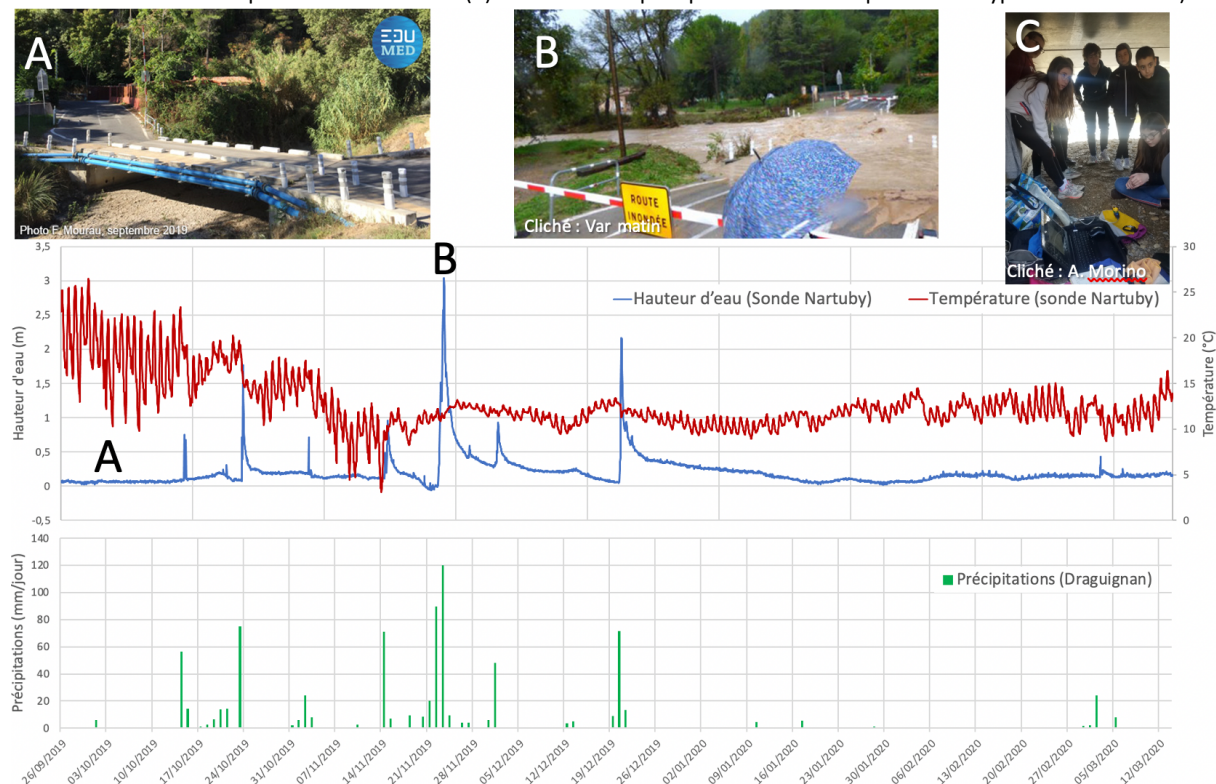 A
EDU
MED
Photo F. Mourau, septembre 2019
B
ROUTE
INONDÉE
Cliché : Var matin
C
Cliché : A. Morino
B
A
Hauteur d'eau (Sonde Nartuby)
Température (sonde Nartuby)
Hauteur d'eau (m)
3,5
3
2,5
2
1,5
1
0,5
0
-0,5
Température (°C)
30
25
20
15
10
5
0
Précipitations (mm/jour)
140
120
100
80
60
40
20
0
Précipitations (Draguignan)
26/09/2019
03/10/2019
10/10/2019
17/10/2019
24/10/2019
31/10/2019
07/11/2019
14/11/2019
21/11/2019
28/11/2019
05/12/2019
12/12/2019
19/12/2019
26/12/2019
02/01/2020
09/01/2020
16/01/2020
23/01/2020
30/01/2020
06/02/2020
13/02/2020
20/02/2020
27/02/2020
05/03/2020